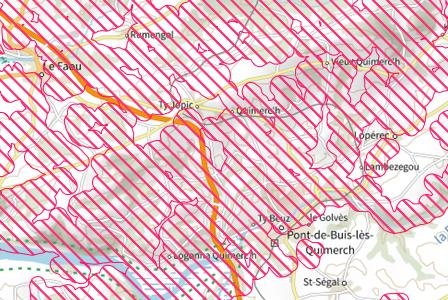 Rumengol
Le Faou
Vieux Quimerc'h
Ty Jopic
Quimerc'h
Lopérec
Lambezegou
Ty Beuz
le Golvès
Pont-de-Buis-lès-
Quimerch
Logonna Quimerc'h
St-Ségal